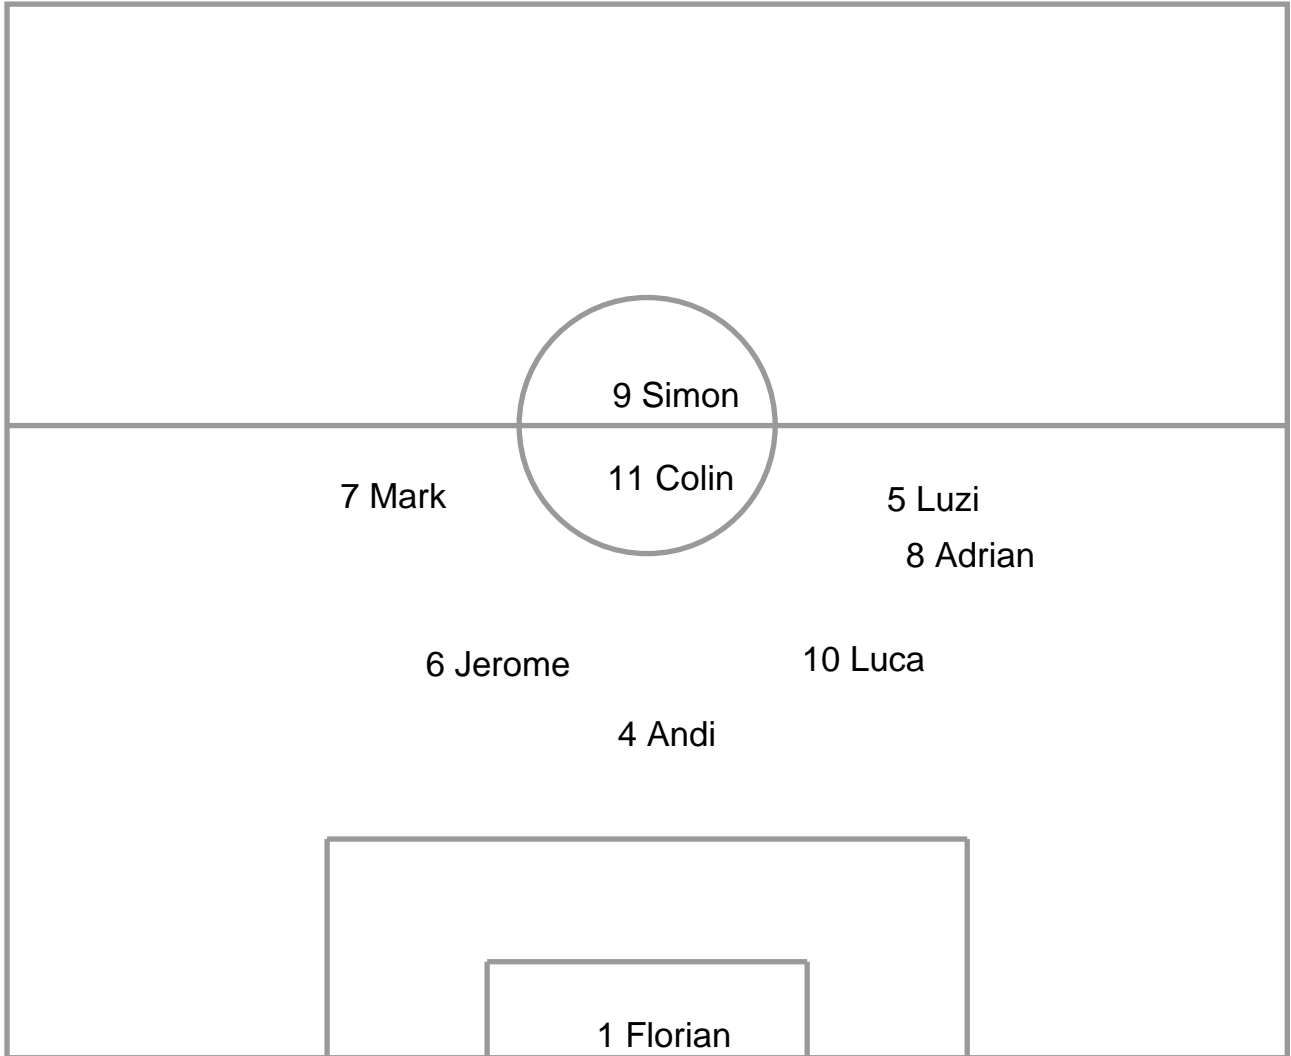 9 Simon
11 Colin
7 Mark
5 Luzi
8 Adrian
6 Jerome
10 Luca
4 Andi
1 Florian